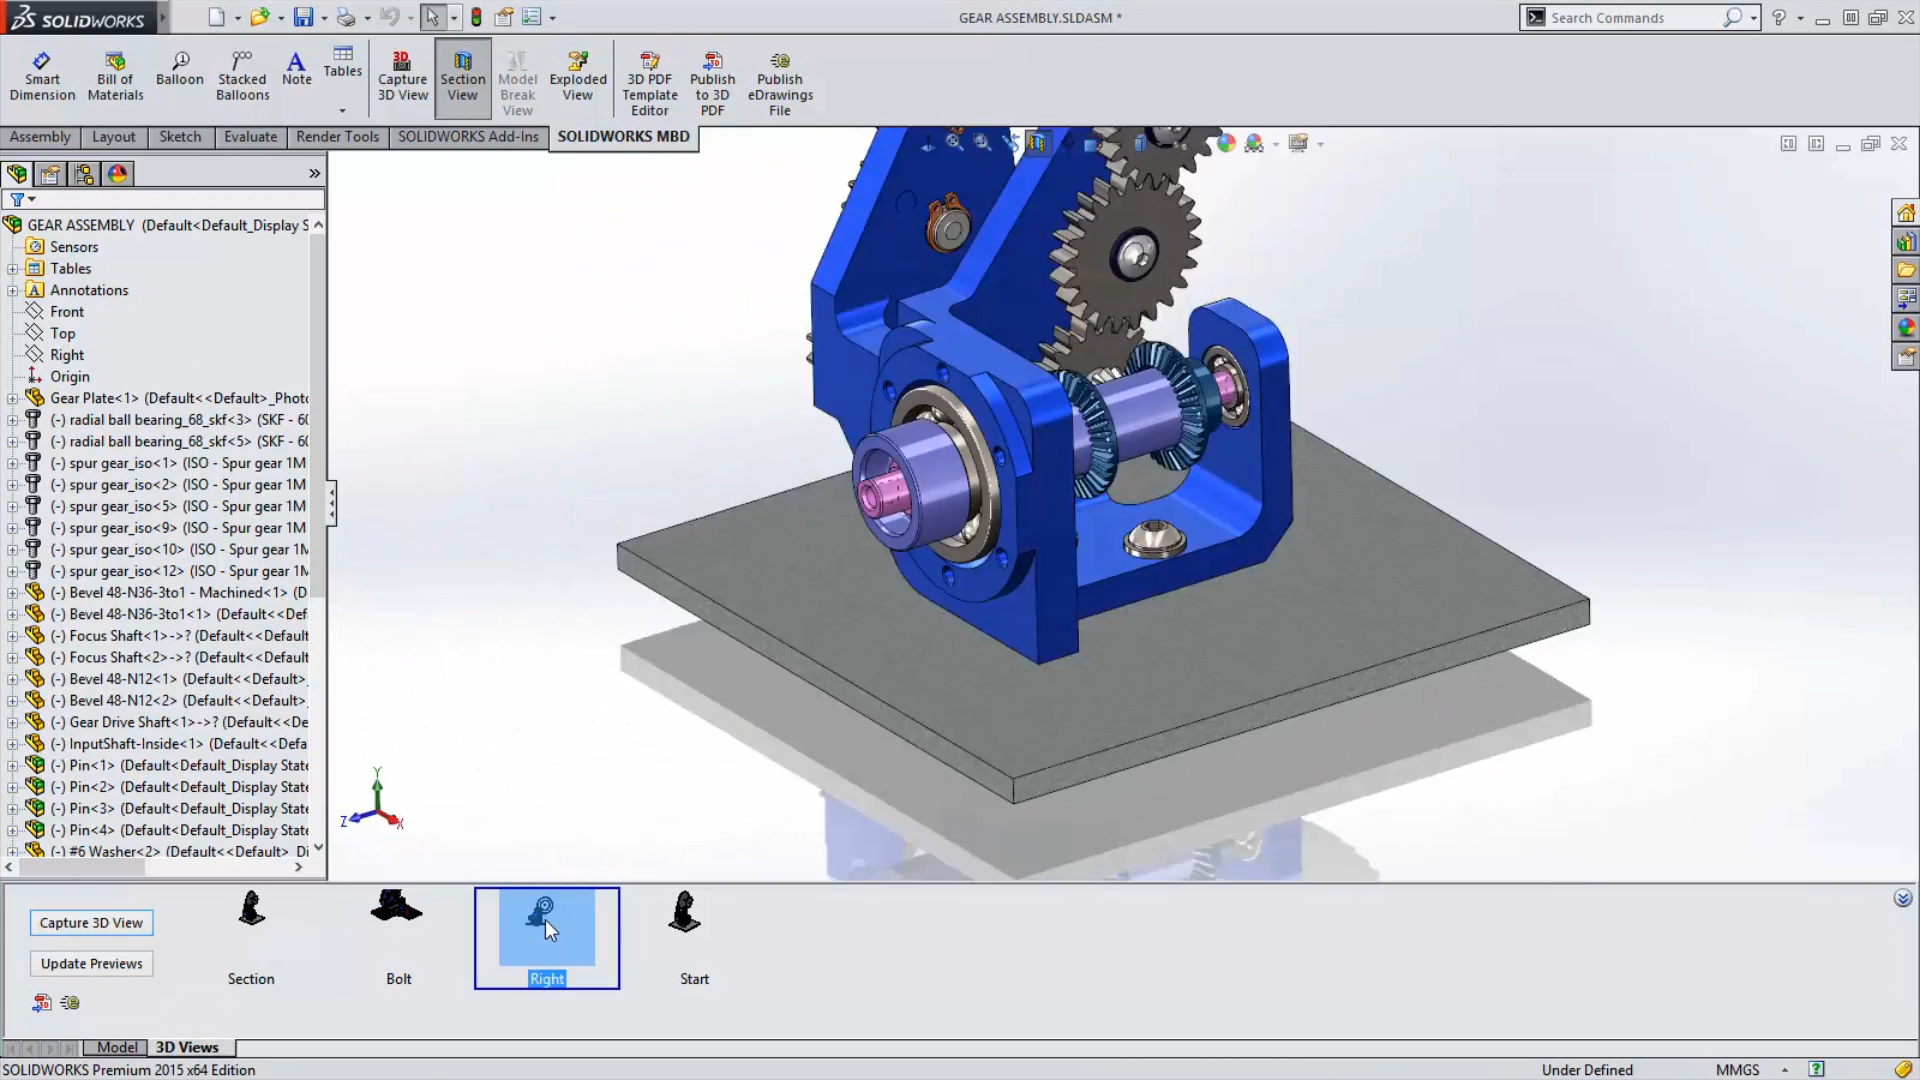 SOLIDWORKS
GEAR ASSEMBLY.SLDASM *
Search Commands
Smart Dimension
Bill of Materials
Balloon
Stacked Balloons
Note
Tables
Capture 3D View
Section View
Model Break View
Exploded View
3D PDF Template Editor
Publish to 3D PDF
Publish eDrawings File
Assembly
Layout
Sketch
Evaluate
Render Tools
SOLIDWORKS Add-Ins
SOLIDWORKS MBD
GEAR ASSEMBLY (Default<Default_Display S
Sensors
Tables
Annotations
Front
Top
Right
Origin
Gear Plate<1> (Default<<Default>_Photo
(-) radial ball bearing_68_skf<3> (SKF - 60
(-) radial ball bearing_68_skf<5> (SKF - 60
(-) spur gear_iso<1> (ISO - Spur gear 1M
(-) spur gear_iso<2> (ISO - Spur gear 1M
(-) spur gear_iso<5> (ISO - Spur gear 1M
(-) spur gear_iso<9> (ISO - Spur gear 1M
(-) spur gear_iso<10> (ISO - Spur gear 1M
(-) spur gear_iso<12> (ISO - Spur gear 1M
(-) Bevel 48-N36-3to1 - Machined<1> (D
(-) Bevel 48-N36-3to1<1> (Default<<Def
(-) Focus Shaft<1>->? (Default<<Default
(-) Focus Shaft<2>->? (Default<<Default
(-) Bevel 48-N12<1> (Default<<Default>
(-) Bevel 48-N12<2> (Default<<Default>
(-) Gear Drive Shaft<1>->? (Default<<De
(-) InputShaft-Inside<1> (Default<<Defa
(-) Pin<1> (Default<Default_Display State
(-) Pin<2> (Default<Default_Display State
(-) Pin<3> (Default<Default_Display State
(-) Pin<4> (Default<Default_Display State
(-) #6 Washer<2> (Default<<Default>_Di
Y
Z
X
Capture 3D View
Update Previews
Section
Bolt
Right
Start
Model
3D Views
SOLIDWORKS Premium 2015 x64 Edition
Under Defined
MMGS